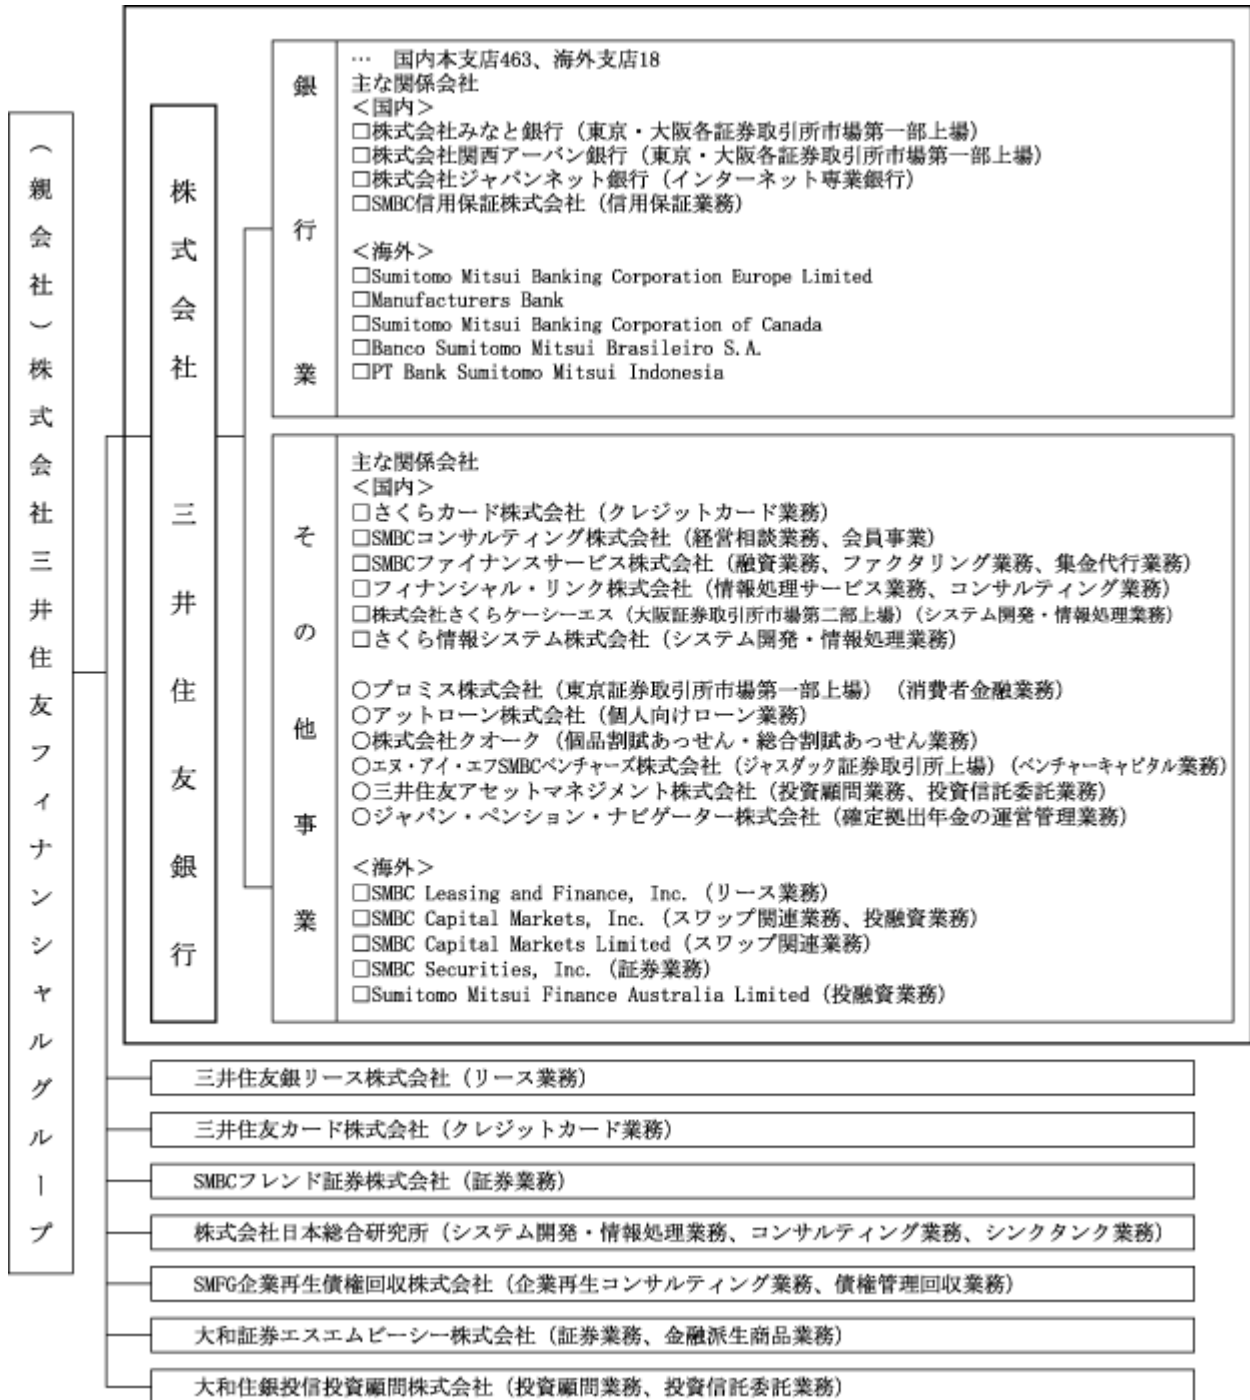 (親会社)株式会社三井住友フィナンシャルグループ
株式会社 三井住友銀行
銀行業
… 国内本支店463、海外支店18
主な関係会社
<国内>
□株式会社みなと銀行（東京・大阪各証券取引所市場第一部上場）
□株式会社関西アーバン銀行（東京・大阪各証券取引所市場第一部上場）
□株式会社ジャパンネット銀行（インターネット専業銀行）
□SMBC信用保証株式会社（信用保証業務）
<海外>
□Sumitomo Mitsui Banking Corporation Europe Limited
□Manufacturers Bank
□Sumitomo Mitsui Banking Corporation of Canada
□Banco Sumitomo Mitsui Brasileiro S.A.
□PT Bank Sumitomo Mitsui Indonesia
その他事業
主な関係会社
<国内>
□さくらカード株式会社（クレジットカード業務）
□SMBCコンサルティング株式会社（経営相談業務、会員事業）
□SMBCファイナンスサービス株式会社（融資業務、ファクタリング業務、集金代行業務）
□フィナンシャル・リンク株式会社（情報処理サービス業務、コンサルティング業務）
□株式会社さくらケーシーエス（大阪証券取引所市場第二部上場）（システム開発・情報処理業務）
□さくら情報システム株式会社（システム開発・情報処理業務）
○プロミス株式会社（東京証券取引所市場第一部上場）（消費者金融業務）
○アットローン株式会社（個人向けローン業務）
○株式会社クオーク（個品割賦あっせん・総合割賦あっせん業務）
○エヌ・アイ・エフSMBCベンチャーズ株式会社（ジャスダック証券取引所上場）（ベンチャーキャピタル業務）
○三井住友アセットマネジメント株式会社（投資顧問業務、投資信託委託業務）
○ジャパン・ペンション・ナビゲーター株式会社（確定拠出年金の運営管理業務）
<海外>
□SMBC Leasing and Finance, Inc.（リース業務）
□SMBC Capital Markets, Inc.（スワップ関連業務、投融資業務）
□SMBC Capital Markets Limited（スワップ関連業務）
□SMBC Securities, Inc.（証券業務）
□Sumitomo Mitsui Finance Australia Limited（投融資業務）
三井住友銀リース株式会社（リース業務）
三井住友カード株式会社（クレジットカード業務）
SMBCフレンド証券株式会社（証券業務）
株式会社日本総合研究所（システム開発・情報処理業務、コンサルティング業務、シンクタンク業務）
SMFG企業再生債権回収株式会社（企業再生コンサルティング業務、債権管理回収業務）
大和証券エスエムビーシー株式会社（証券業務、金融派生商品業務）
大和住銀投信投資顧問株式会社（投資顧問業務、投資信託委託業務）